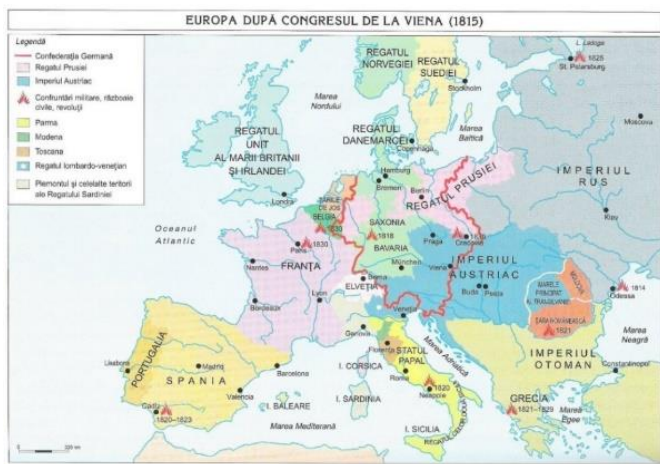 EUROPA DUPĂ CONGRESUL DE LA VIENA (1815)
Legendă
Confederația Germană
Regatul Prusiei
Imperiul Austriac
Confruntări militare, războaie
civile, revoluții
Parma
Modena
Toscana
Regatul lombardo-venețian
Piemontul și celelalte teritorii
ale Regatului Sardiniei
REGATUL
NORVEGIEI
REGATUL
SUEDIEI
Stockholm
L. Ladoga
1825
St. Petersburg
Moscova
Marea
Nordului
Marea
Baltică
REGATUL
DANEMARCEI
Copenhaga
REGATUL
UNIT
AL MARII BRITANII
ȘI IRLANDEI
Londra
Hamburg
Bremen
Berlin
REGATUL PRUSIEI
IMPERIUL
RUS
ȚĂRILE
DE JOS
BELGIA
1830
SAXONIA
1818
BAVARIA
Praga
Cracovia
Kiev
Oceanul
Atlantic
Paris
1830
Nantes
FRANȚA
München
Viena
IMPERIUL
AUSTRIAC
Berna
ELVEȚIA
Buda
Pesta
MARELE
PRINCIPAT
AL TRANSILVANIEI
MOLDOVA
1814
Odessa
Lyon
Bordeaux
Veneția
Genova
ȚARA ROMÂNEASCĂ
1821
Marea
Neagră
Florența
STATUL
PAPAL
Marea Adriatică
IMPERIUL
OTOMAN
Constantinopol
PORTUGALIA
Lisabona
Madrid
SPANIA
Barcelona
Valencia
I. CORSICA
Roma
1820
Neapole
I. BALEARE
I. SARDINIA
GRECIA
1821-1829
Marea
Egee
Cadiz
1820-1823
Marea Mediterană
I. SICILIA